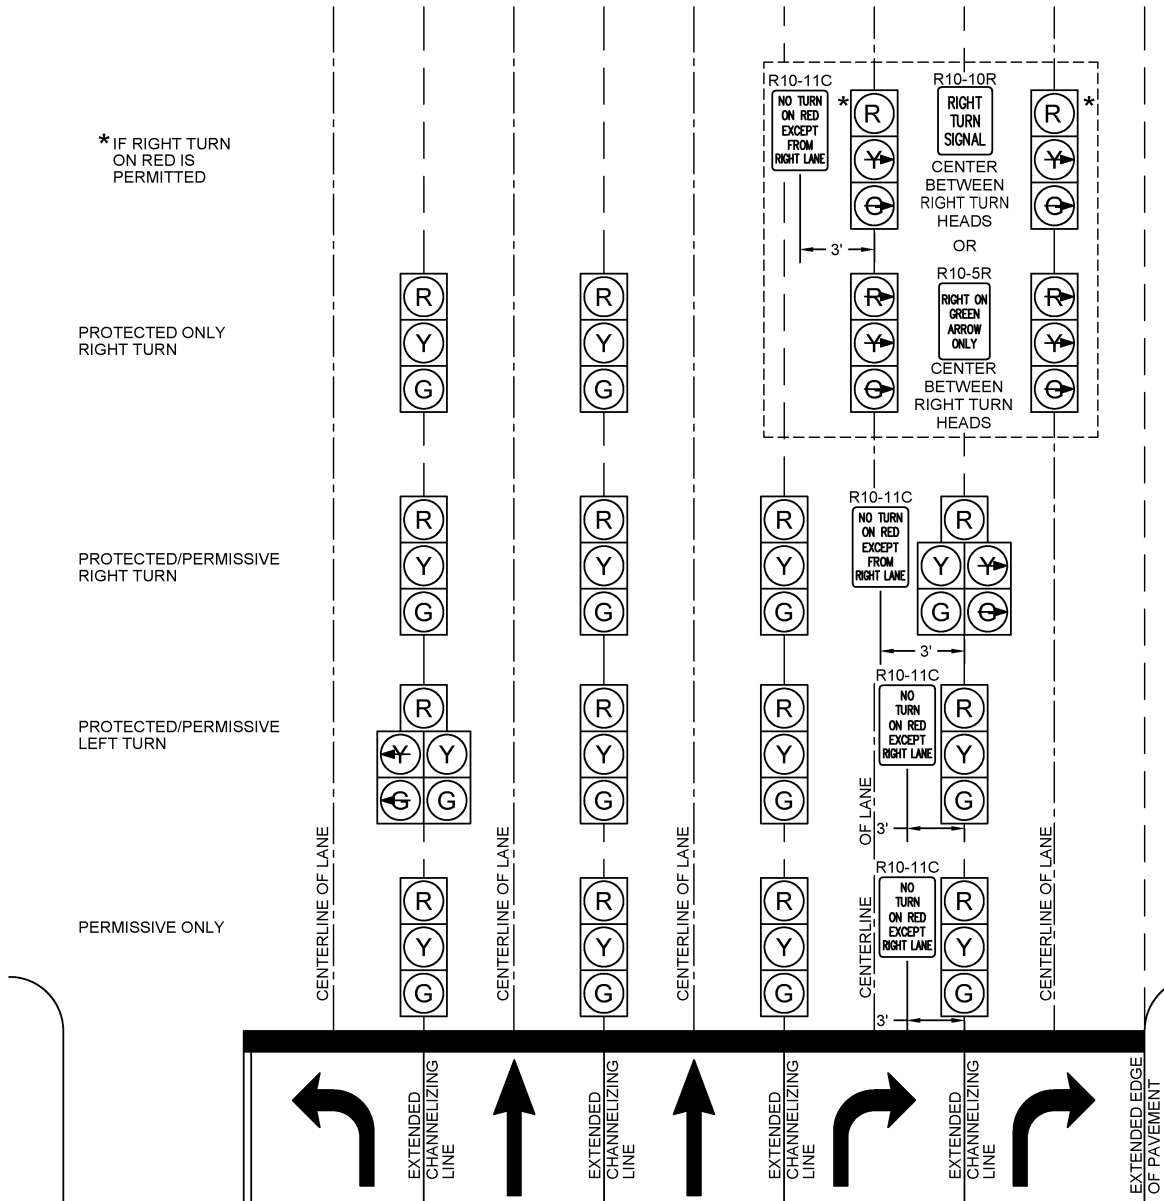 R10-11C
NO TURN
ON RED
EXCEPT
FROM
RIGHT LANE
*
R
Y
G
R10-10R
RIGHT
TURN
SIGNAL
CENTER
BETWEEN
RIGHT TURN
HEADS
OR
R
*
Y
G
3'
* IF RIGHT TURN
ON RED IS
PERMITTED
PROTECTED ONLY
RIGHT TURN
R
Y
G
R
Y
G
R
Y
G
R10-5R
RIGHT ON
GREEN
ARROW
ONLY
CENTER
BETWEEN
RIGHT TURN
HEADS
R
Y
G
PROTECTED/PERMISSIVE
RIGHT TURN
R
Y
G
R
Y
G
R
Y
G
R10-11C
NO TURN
ON RED
EXCEPT
FROM
RIGHT LANE
R
Y Y
G G
3'
PROTECTED/PERMISSIVE
LEFT TURN
R
Y Y
G G
R
Y
G
R
Y
G
R10-11C
NO
TURN
ON RED
EXCEPT
RIGHT LANE
R
Y
G
3'
PERMISSIVE ONLY
R
Y
G
R
Y
G
R
Y
G
R10-11C
NO
TURN
ON RED
EXCEPT
RIGHT LANE
R
Y
G
3'
CENTERLINE OF LANE
CENTERLINE OF LANE
CENTERLINE OF LANE
CENTERLINE OF LANE
CENTERLINE OF LANE
EXTENDED
CHANNELIZING
LINE
EXTENDED
CHANNELIZING
LINE
EXTENDED
CHANNELIZING
LINE
EXTENDED
CHANNELIZING
LINE
EXTENDED EDGE
OF PAVEMENT